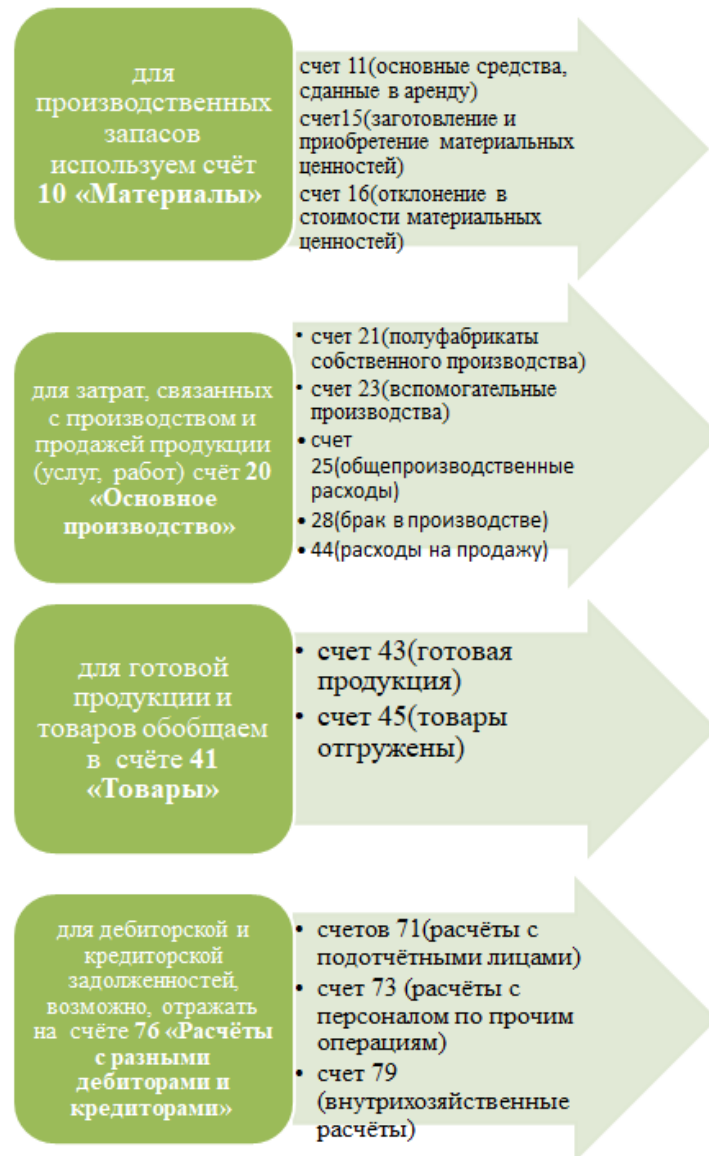 для
производственных
запасов
используем счёт
10 «Материалы»
счет 11(основные средства,
сданные в аренду)
счет15(заготовление и
приобретение материальных
ценностей)
счет 16(отклонение в
стоимости материальных
ценностей)
для затрат, связанных
с производством и
продажей продукции
(услуг, работ) счёт 20
«Основное
производство»
• счет 21(полуфабрикаты
собственного производства)
• счет 23(вспомогательные
производства)
• счет
25(общепроизводственные
расходы)
• 28(брак в производстве)
• 44(расходы на продажу)
для готовой
продукции и
товаров обобщаем
в счёте 41
«Товары»
• счет 43(готовая
продукция)
• счет 45(товары
отгружены)
для дебиторской и
кредиторской
задолженностей,
возможно, отражать
на счёте 76 «Расчёты
с разными
дебиторами и
кредиторами»
• счетов 71(расчёты с
подотчётными лицами)
• счет 73 (расчёты с
персоналом по прочим
операциям)
• счет 79
(внутрихозяйственные
расчёты)